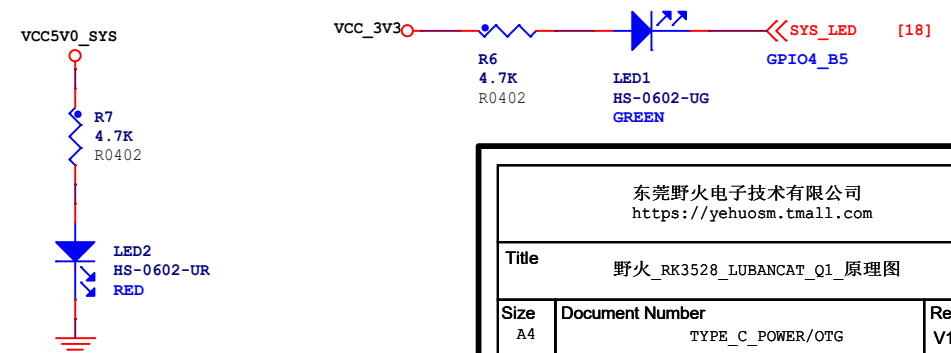 VCC5V0_SYS
R7
4.7K
R0402
LED2
HS-0602-UR
RED
VCC_3V3
R6
4.7K
R0402
LED1
HS-0602-UG
GREEN
SYS_LED [18]
GPIO4_B5
东莞野火电子技术有限公司
https://yehuosm.tmall.com
Title
野火_RK3528_LUBANCAT_Q1_原理图
Size
A4
Document Number
TYPE_C_POWER/OTG
Re
V1